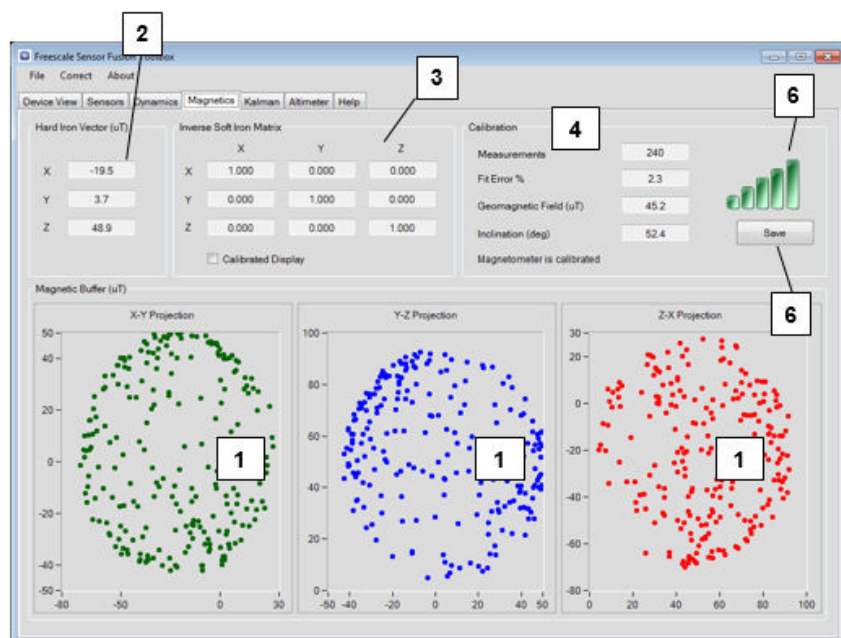 2
Freescale Sensor Fusion Toolbox
File Correct About
3
6
Device View Sensors Dynamics Magnetics Kalman Altimeter Help
Hard Iron Vector (uT)
X -19.5
Y 3.7
Z 48.9
Inverse Soft Iron Matrix
X Y Z
X 1.000 0.000 0.000
Y 0.000 1.000 0.000
Z 0.000 0.000 1.000
Calibrated Display
Calibration
4
Measurements 240
Fit Error % 2.3
Geomagnetic Field (uT) 45.2
Inclination (deg) 52.4
Magnetometer is calibrated
Save
6
Magnetic Buffer (uT)
X-Y Projection
50
40
20
0
-20
-40
-50
-80 -50 0 30
1
Y-Z Projection
100
80
60
40
20
0
-50 -40 -20 0 20 40 50
1
Z-X Projection
30
20
0
-20
-40
-60
-80
0 20 40 60 80 100
1